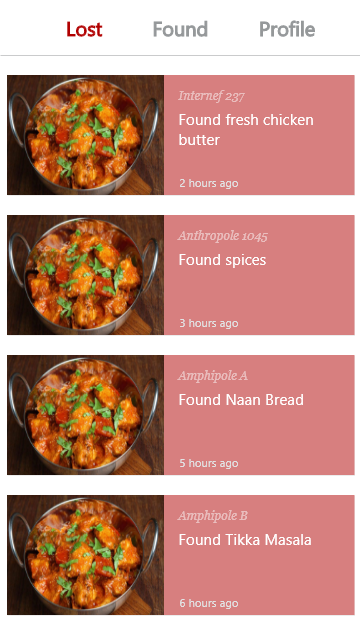 Lost Found Profile
Internef 237
Found fresh chicken
butter
2 hours ago
Anthropole 1045
Found spices
3 hours ago
Amphipole A
Found Naan Bread
5 hours ago
Amphipole B
Found Tikka Masala
6 hours ago